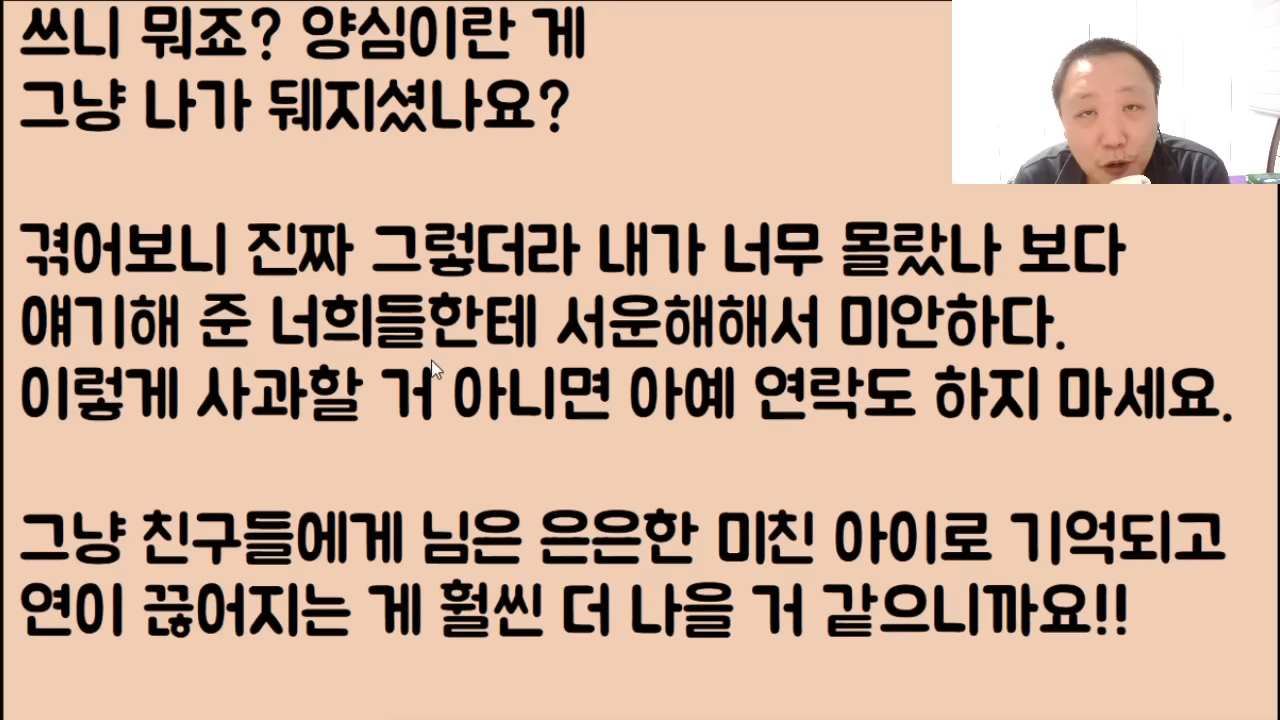 쓰니 뭐죠? 양심이란 게
그냥 나가 뒈지셨나요?
겪어보니 진짜 그렇더라 내가 너무 몰랐나 보다
얘기해 준 너희들한테 서운해해서 미안하다.
이렇게 사과할 거 아니면 아예 연락도 하지 마세요.
그냥 친구들에게 님은 은은한 미친 아이로 기억되고
연이 끊어지는 게 훨씬 더 나을 거 같으니까요!!